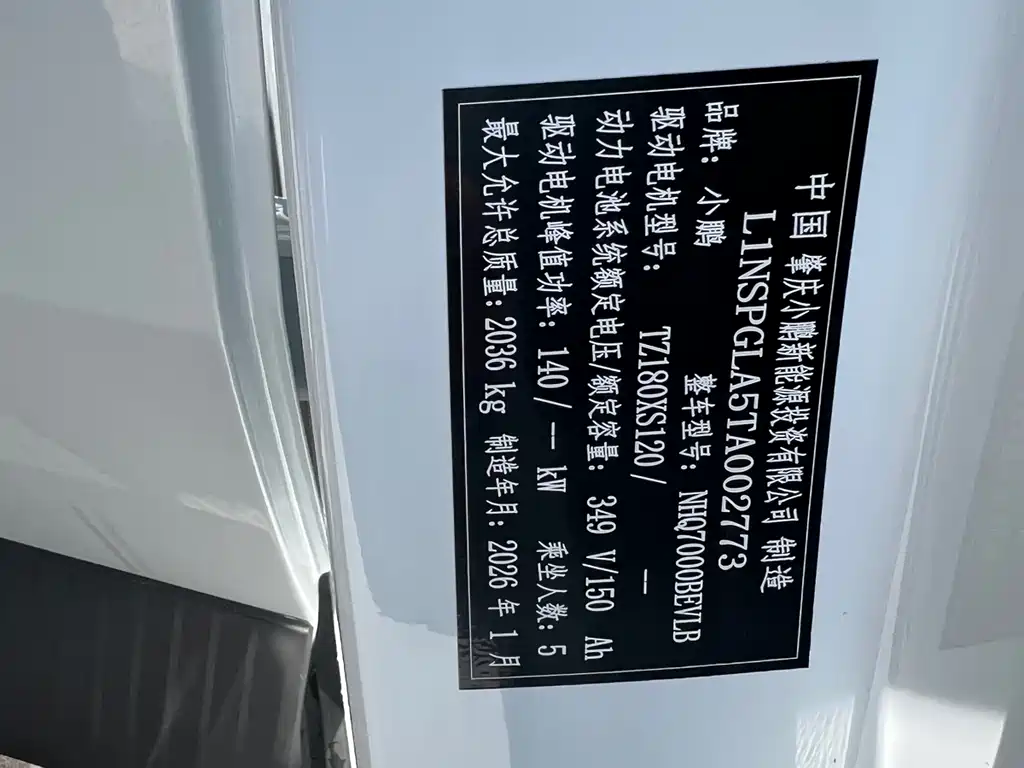 中国 肇庆小鹏新能源投资有限公司 制造
L1NSPGLA5TA002773
品牌: 小鹏 整车型号: NHQ7000BEVLB
驱动电机型号: TZ180XS120/ --
动力电池系统额定电压/额定容量: 349 V/150 Ah
驱动电机峰值功率: 140/-- kW 乘坐人数: 5
最大允许总质量: 2036 kg 制造年月: 2026 年 1 月